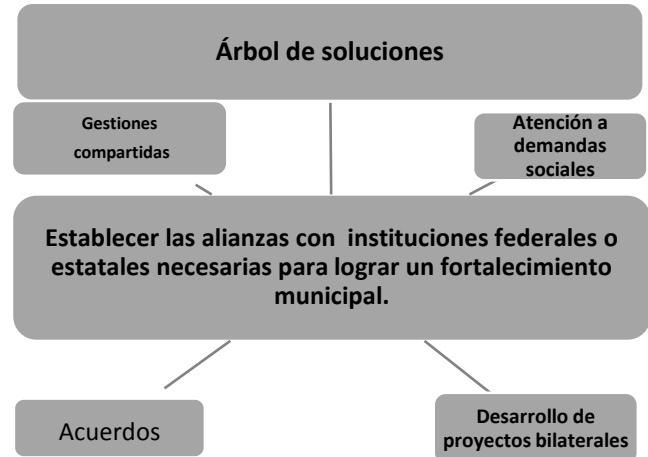 Árbol de soluciones
Gestiones
compartidas
Atención a
demandas
sociales
Establecer las alianzas con instituciones federales o
estatales necesarias para lograr un fortalecimiento
municipal.
Acuerdos
Desarrollo de
proyectos bilaterales